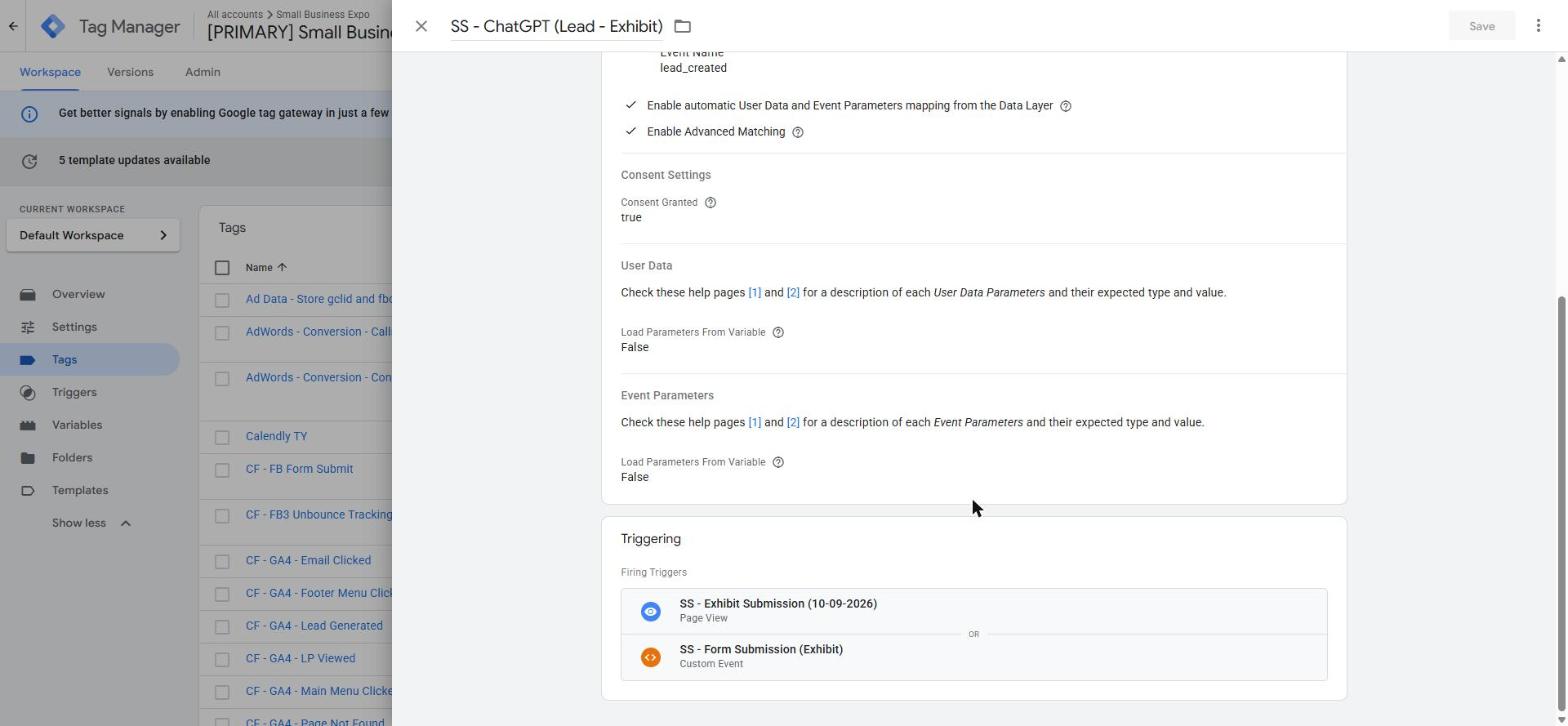 Tag Manager
All accounts > Small Business Expo
[PRIMARY] Small Busin
Workspace
Versions
Admin
Get better signals by enabling Google tag gateway in just a few
5 template updates available
CURRENT WORKSPACE
Default Workspace
Overview
Settings
Tags
Triggers
Variables
Folders
Templates
Show less
Tags
Name
Ad Data - Store gclid and fbc
AdWords - Conversion - Calli
AdWords - Conversion - Con
Calendly TY
CF - FB Form Submit
CF - FB3 Unbounce Tracking
CF - GA4 - Email Clicked
CF - GA4 - Footer Menu Click
CF - GA4 - Lead Generated
CF - GA4 - LP Viewed
CF - GA4 - Main Menu Clicke
CF - GA4 - Page Not Found
SS - ChatGPT (Lead - Exhibit)
Save
Event Name
lead_created
Enable automatic User Data and Event Parameters mapping from the Data Layer
Enable Advanced Matching
Consent Settings
Consent Granted
true
User Data
Check these help pages [1] and [2] for a description of each User Data Parameters and their expected type and value.
Load Parameters From Variable
False
Event Parameters
Check these help pages [1] and [2] for a description of each Event Parameters and their expected type and value.
Load Parameters From Variable
False
Triggering
Firing Triggers
SS - Exhibit Submission (10-09-2026)
Page View
OR
SS - Form Submission (Exhibit)
Custom Event